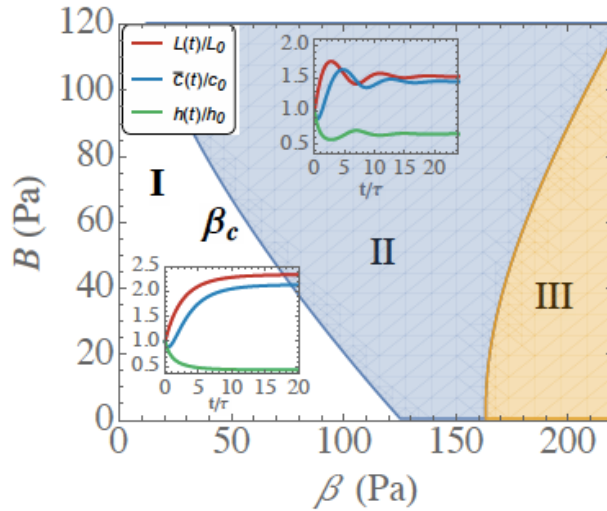 120
100
80
60
40
20
0
B (Pa)
L(t)/L₀
c̅(t)/c₀
h(t)/h₀
2.0
1.5
1.0
0.5
0 5 10 15 20
t/τ
I
β_c
II
III
2.5
2.0
1.5
1.0
0.5
0 5 10 15 20
t/τ
0 50 100 150 200
β (Pa)